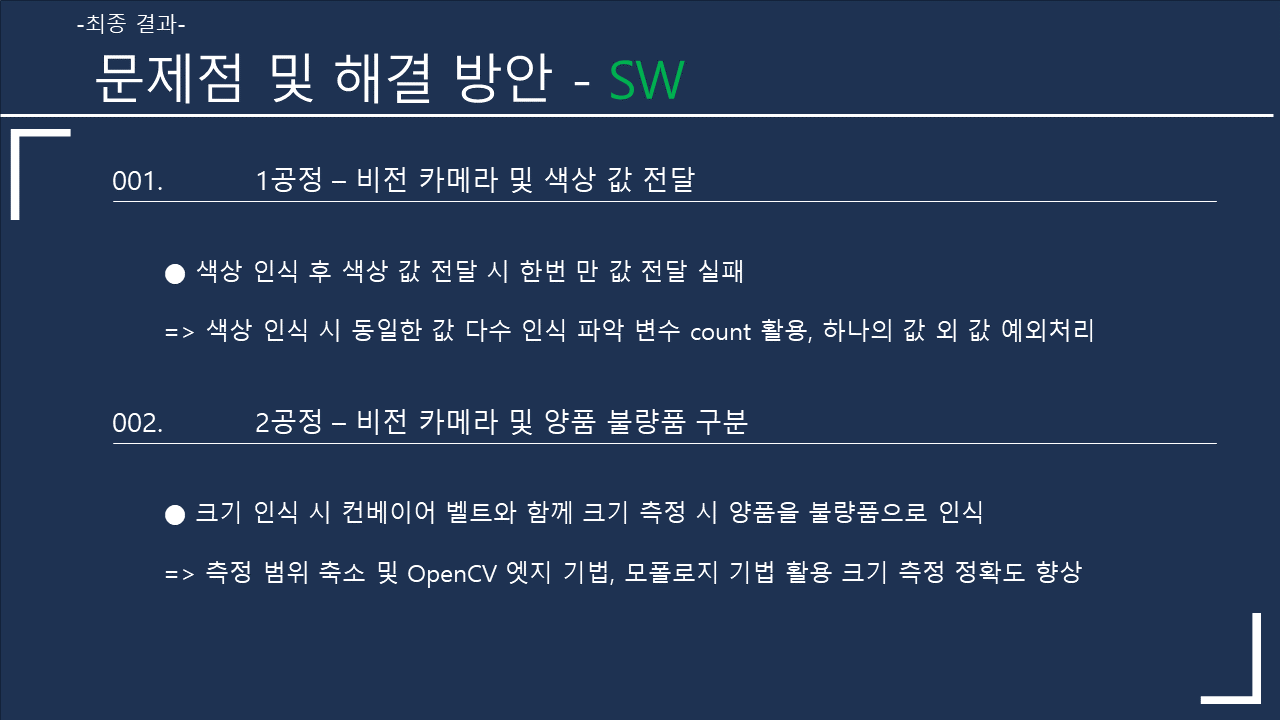 -최종 결과-
문제점 및 해결 방안 - SW
001. 1공정 – 비전 카메라 및 색상 값 전달
● 색상 인식 후 색상 값 전달 시 한번 만 값 전달 실패
=> 색상 인식 시 동일한 값 다수 인식 파악 변수 count 활용, 하나의 값 외 값 예외처리
002. 2공정 – 비전 카메라 및 양품 불량품 구분
● 크기 인식 시 컨베이어 벨트와 함께 크기 측정 시 양품을 불량품으로 인식
=> 측정 범위 축소 및 OpenCV 엣지 기법, 모폴로지 기법 활용 크기 측정 정확도 향상